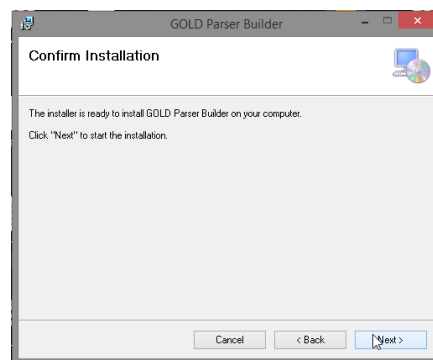 GOLD Parser Builder
Confirm Installation
The installer is ready to install GOLD Parser Builder on your computer.
Click "Next" to start the installation.
Cancel
< Back
Next >